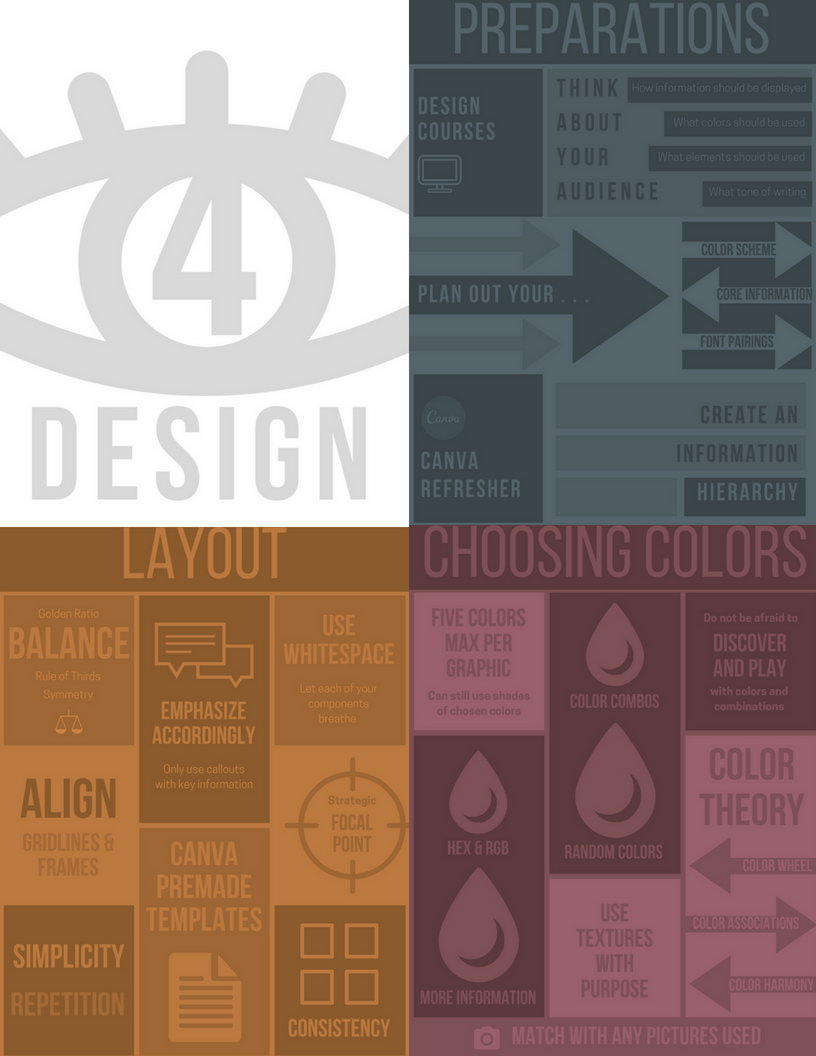 4
DESIGN
PREPARATIONS
DESIGN
COURSES
THINK
How information should be displayed
ABOUT
What colors should be used
YOUR
What elements should be used
AUDIENCE
What tone of writing
PLAN OUT YOUR . . .
COLOR SCHEME
CORE INFORMATION
FONT PAIRINGS
Canva
CANVA
REFRESHER
CREATE AN
INFORMATION
HIERARCHY
LAYOUT
Golden Ratio
BALANCE
Rule of Thirds
Symmetry
EMPHASIZE
ACCORDINGLY
Only use callouts
with key information
USE
WHITESPACE
Let each of your
components
breathe
ALIGN
GRIDLINES &
FRAMES
Strategic
FOCAL
POINT
CANVA
PREMADE
TEMPLATES
SIMPLICITY
REPETITION
CONSISTENCY
CHOOSING COLORS
FIVE COLORS
MAX PER
GRAPHIC
Can still use shades
of chosen colors
COLOR COMBOS
Do not be afraid to
DISCOVER
AND PLAY
with colors and
combinations
HEX & RGB
RANDOM COLORS
COLOR
THEORY
COLOR WHEEL
COLOR ASSOCIATIONS
COLOR HARMONY
MORE INFORMATION
USE
TEXTURES
WITH
PURPOSE
MATCH WITH ANY PICTURES USED